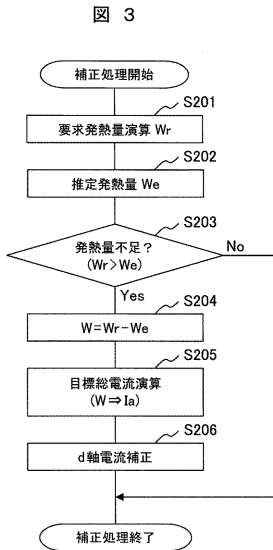 図 3
補正処理開始
S201
要求発熱量演算 Wr
S202
推定発熱量 We
S203
発熱量不足?
(Wr>We)
No
Yes
S204
W=Wr-We
S205
目標総電流演算
(W⇒Ia)
S206
d軸電流補正
補正処理終了